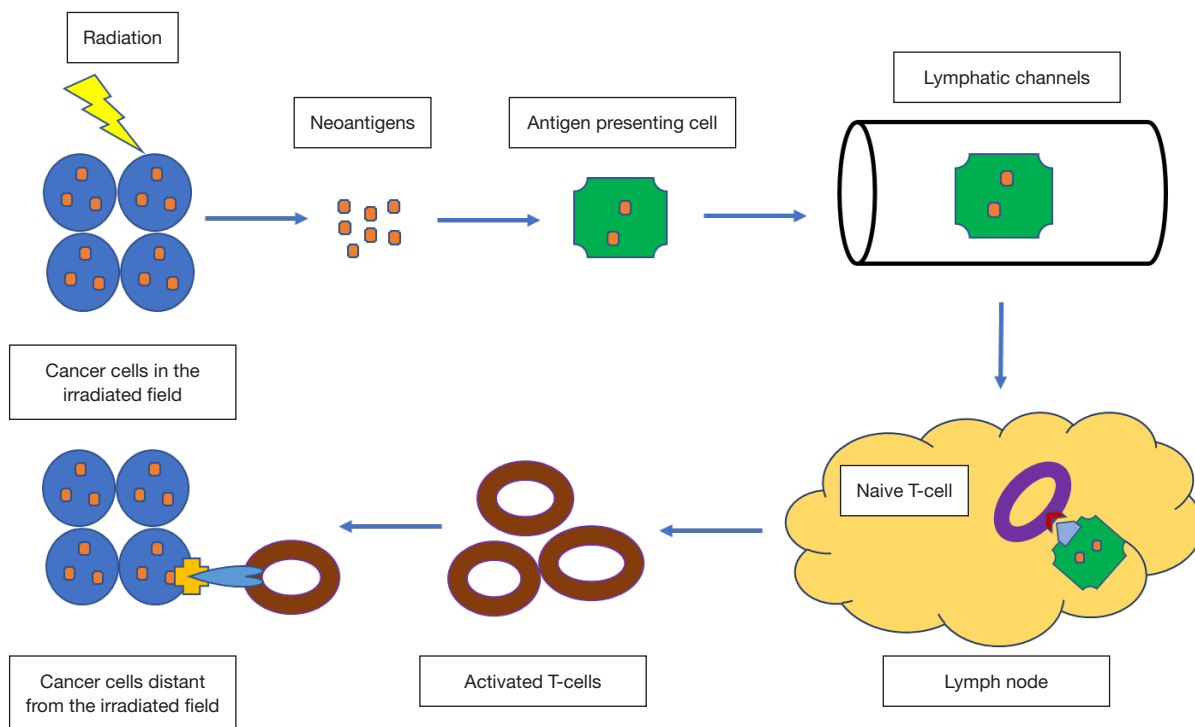 Radiation
Neoantigens
Antigen presenting cell
Lymphatic channels
Cancer cells in the
irradiated field
Naive T-cell
Cancer cells distant
from the irradiated field
Activated T-cells
Lymph node